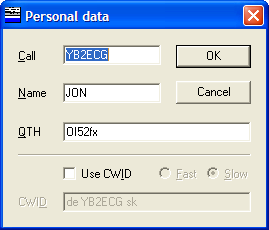 Personal data
Call YB2ECG OK
Name JON Cancel
QTH OI52fx
Use CWID Fast Slow
CWID de YB2ECG sk